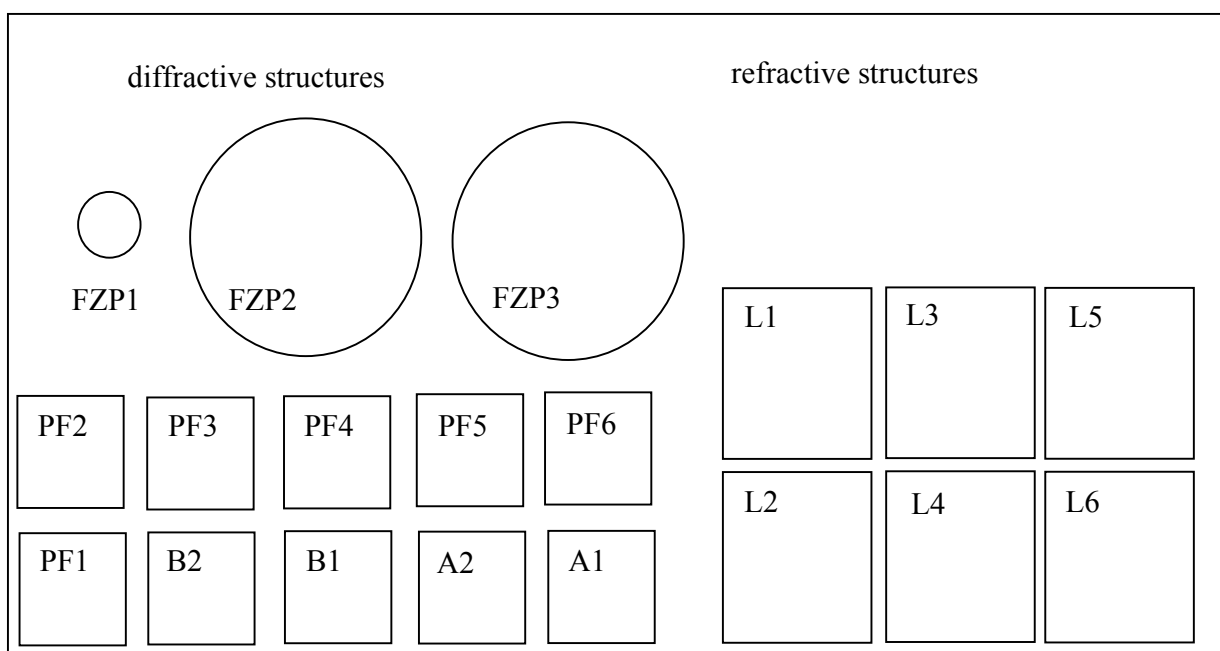 diffractive structures
refractive structures
FZP1
FZP2
FZP3
L1
L3
L5
PF2
PF3
PF4
PF5
PF6
L2
L4
L6
PF1
B2
B1
A2
A1